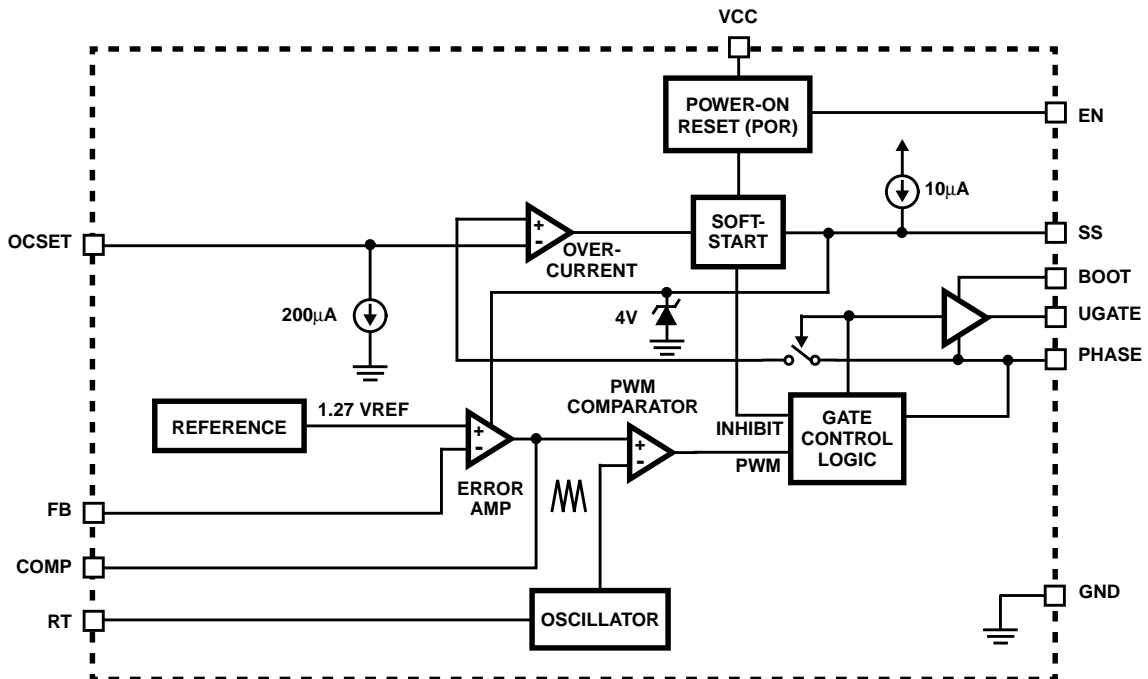 VCC
POWER-ON
RESET (POR)
EN
10μA
OCSET
+
-
OVER-
CURRENT
SOFT-
START
SS
BOOT
200μA
4V
UGATE
PHASE
PWM
COMPARATOR
1.27 VREF
REFERENCE
+
-
+
-
INHIBIT
PWM
GATE
CONTROL
LOGIC
ERROR
AMP
FB
COMP
GND
RT
OSCILLATOR